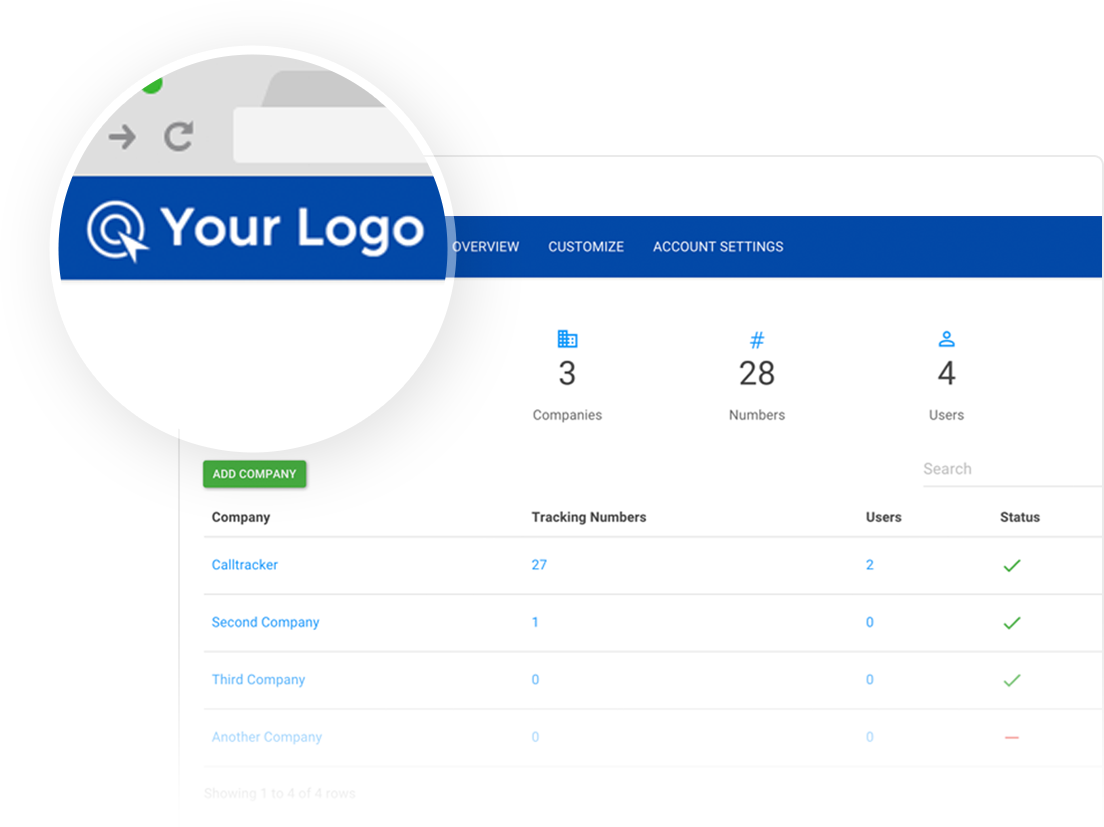 Your Logo
OVERVIEW CUSTOMIZE ACCOUNT SETTINGS
3 # 28 4
Companies Numbers Users
ADD COMPANY Search
Company Tracking Numbers Users Status
Calltracker 27 2
Second Company 1 0
Third Company 0 0
Another Company 0 0
Showing 1 to 4 of 4 rows